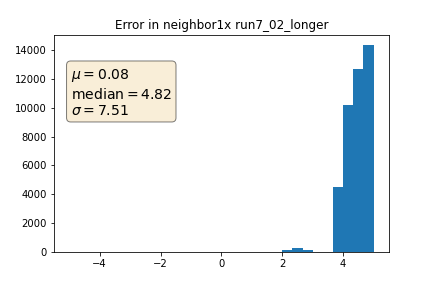 Error in neighbor1x run7_02_longer
14000
12000
10000
8000
6000
4000
2000
0
μ = 0.08
median = 4.82
σ = 7.51
−4 −2 0 2 4